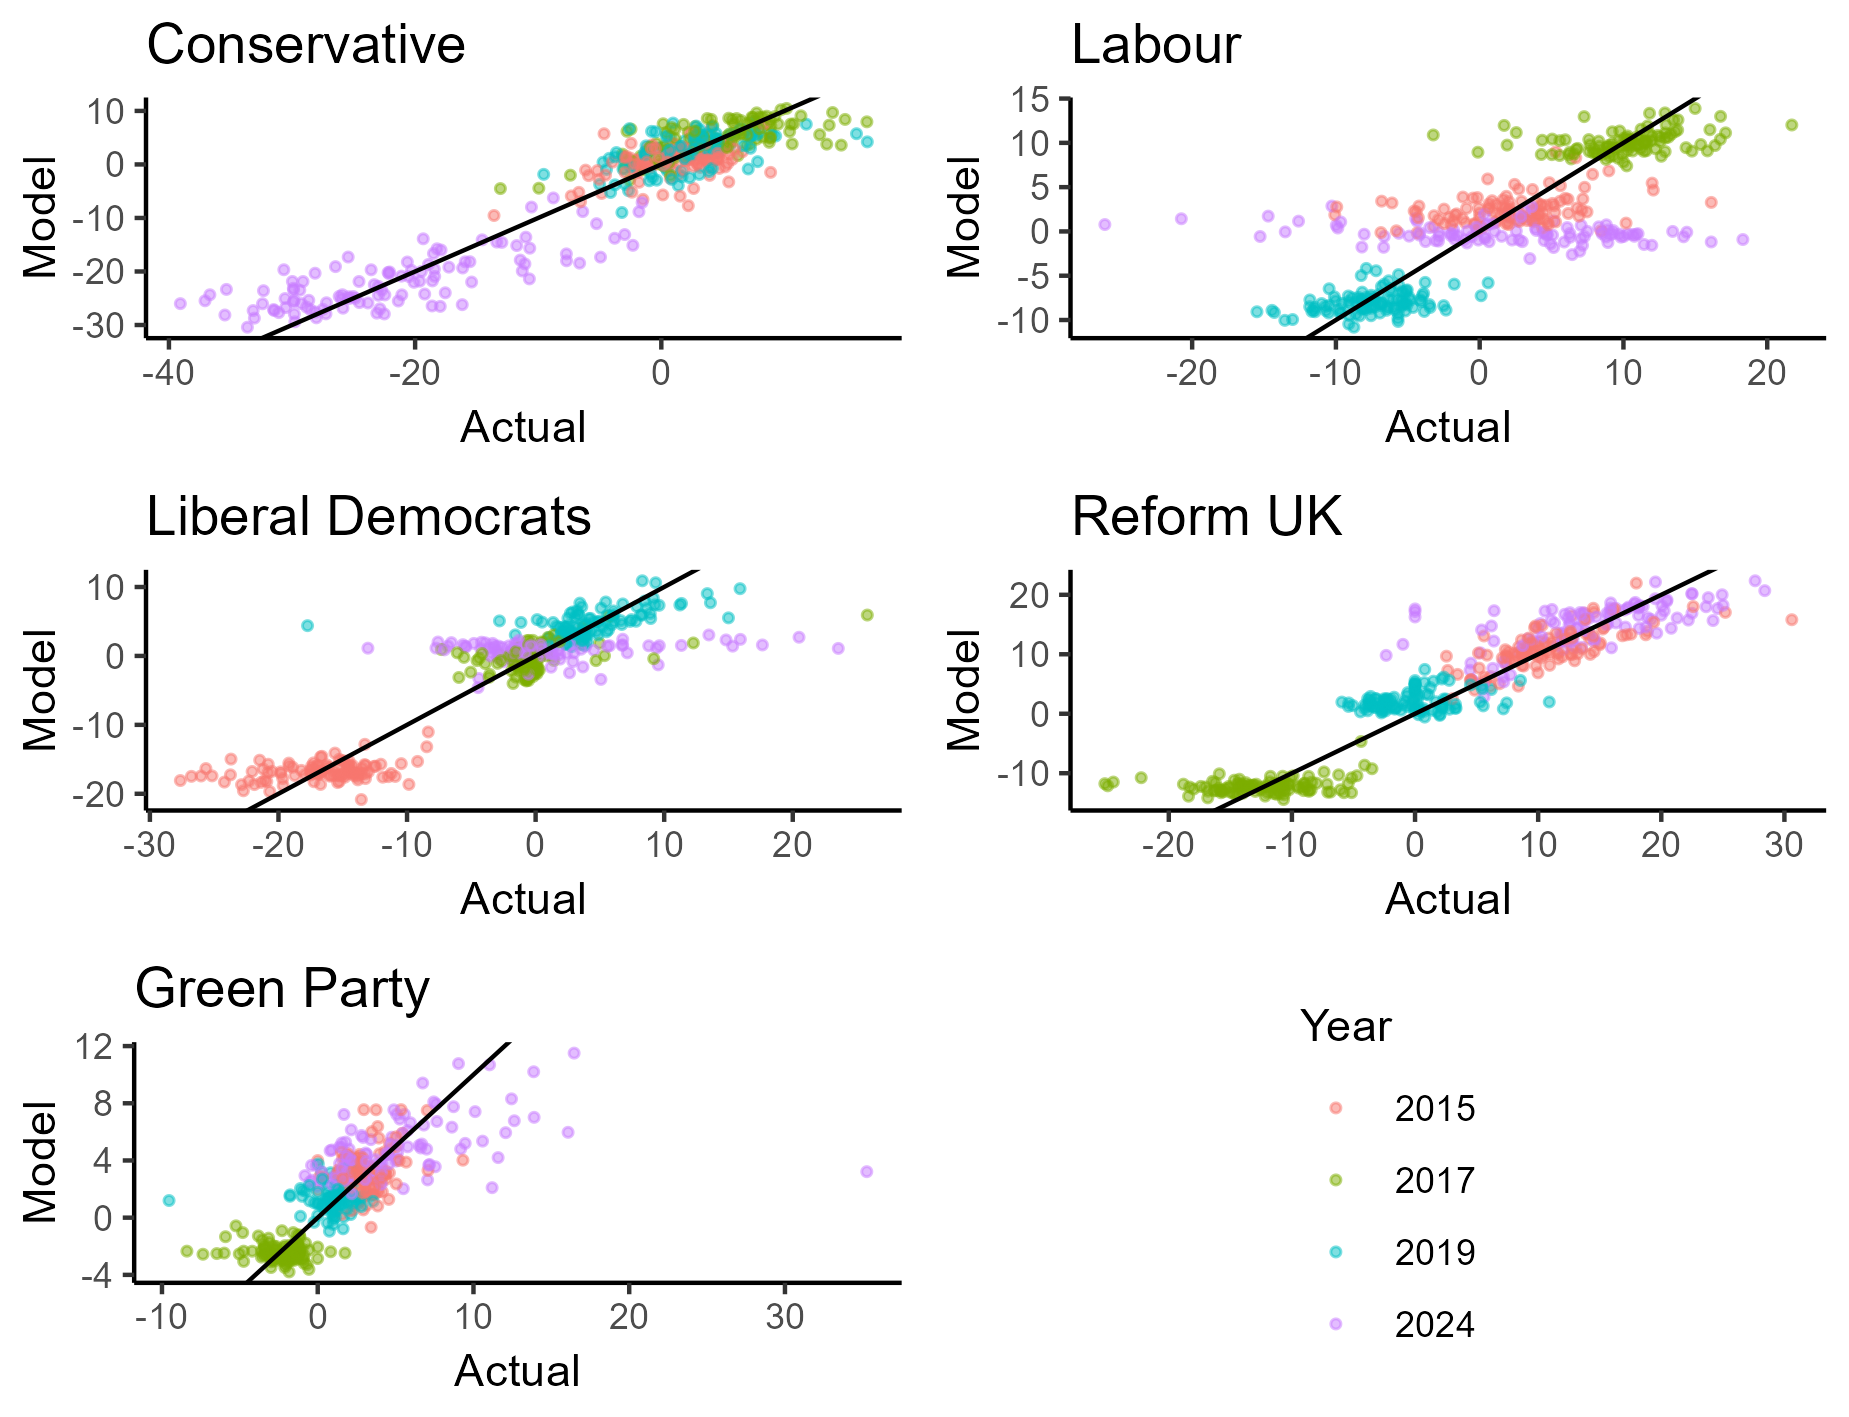 Conservative
Model
10
0
-10
-20
-30
-40 -20 0
Actual
Labour
Model
15
10
5
0
-5
-10
-20 -10 0 10 20
Actual
Liberal Democrats
Model
10
0
-10
-20
-30 -20 -10 0 10 20
Actual
Reform UK
Model
20
10
0
-10
-20 -10 0 10 20 30
Actual
Green Party
Model
12
8
4
0
-4
-10 0 10 20 30
Actual
Year
2015
2017
2019
2024